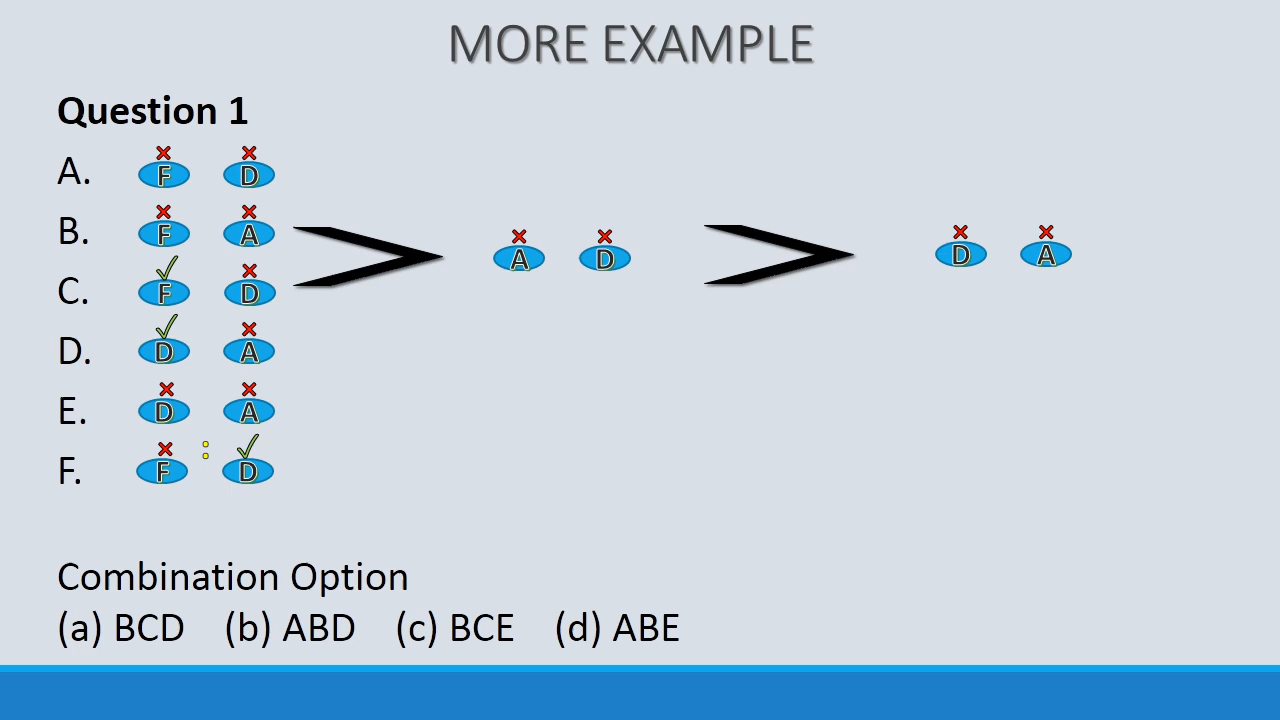 MORE EXAMPLE
Question 1
A. F D
B. F A
C. F D
D. D A
E. D A
F. F : D
A D
D A
Combination Option
(a) BCD (b) ABD (c) BCE (d) ABE